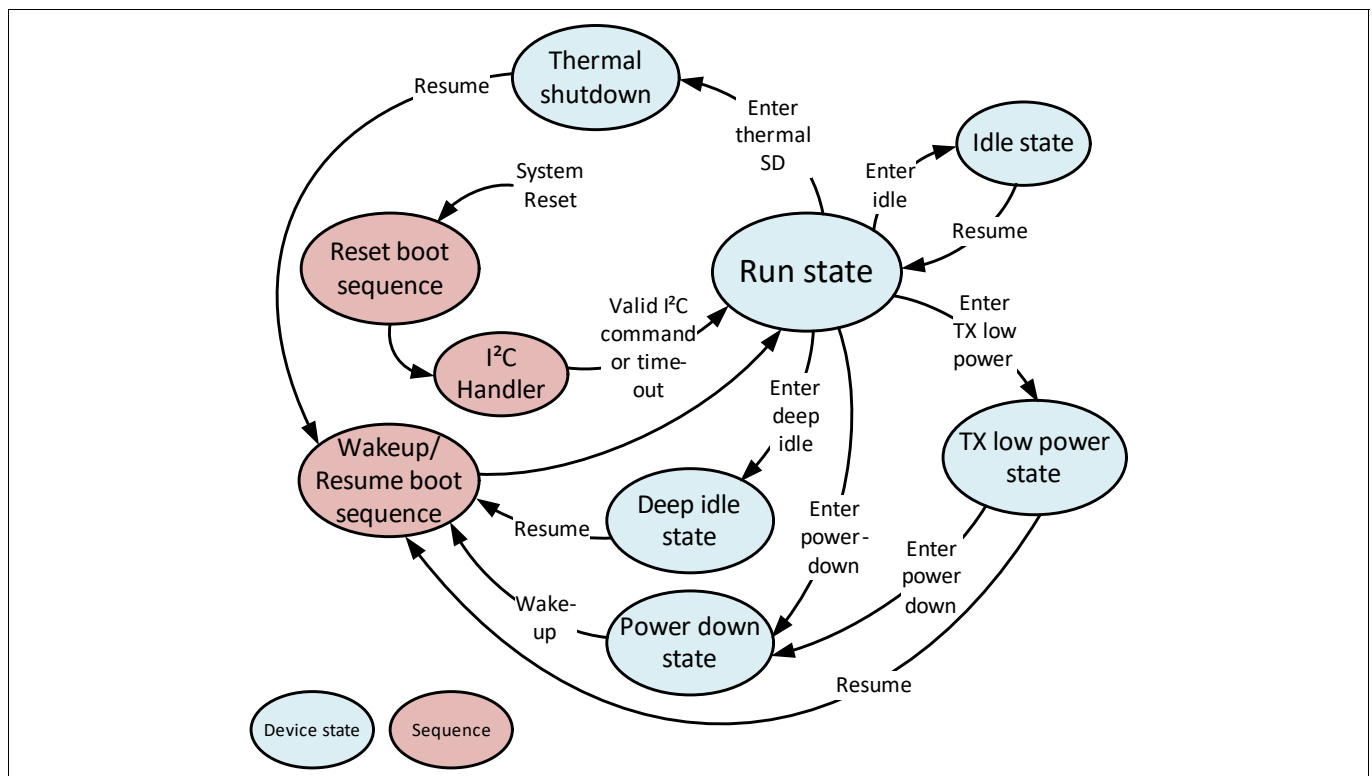 Thermal
shutdown
Resume
Enter
thermal
SD
Idle state
Enter
idle
System
Reset
Resume
Reset boot
sequence
Run state
Valid I²C
command
or time-
out
Enter
TX low
power
I²C
Handler
Enter
deep
idle
Wakeup/
Resume boot
sequence
TX low power
state
Deep idle
state
Resume
Enter
power-
down
Enter
power
down
Wake-
up
Power down
state
Resume
Device state
Sequence